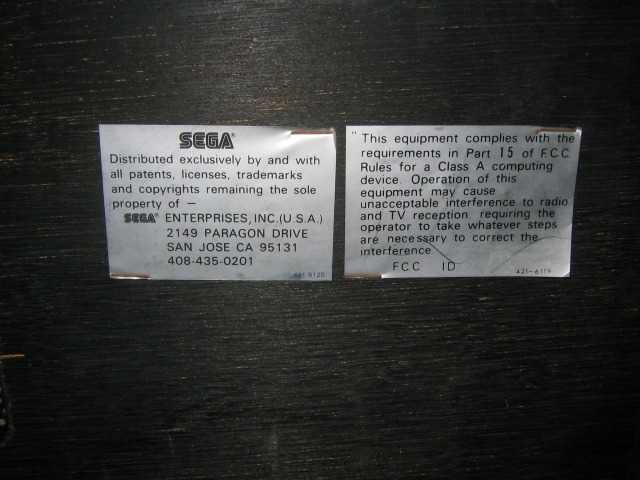 SEGA®
Distributed exclusively by and with
all patents, licenses, trademarks
and copyrights remaining the sole
property of —
SEGA® ENTERPRISES, INC. (U.S.A.)
2149 PARAGON DRIVE
SAN JOSE CA 95131
408-435-0201
421-6120
" This equipment complies with the
requirements in Part 15 of F.C.C.
Rules for a Class A computing
device. Operation of this
equipment may cause
unacceptable interference to radio
and TV reception requiring the
operator to take whatever steps
are necessary to correct the
interference.
F.C.C ID
421-6119